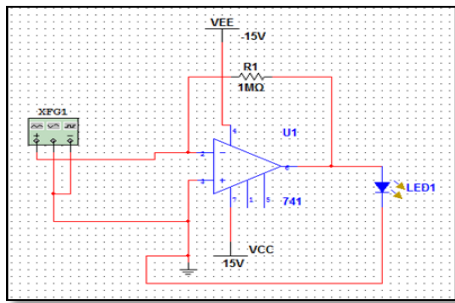 VEE
-15V
R1
1MΩ
XFG1
+ −
4
U1
2 −
6
3 +
LED1
7 1 5
741
VCC
15V